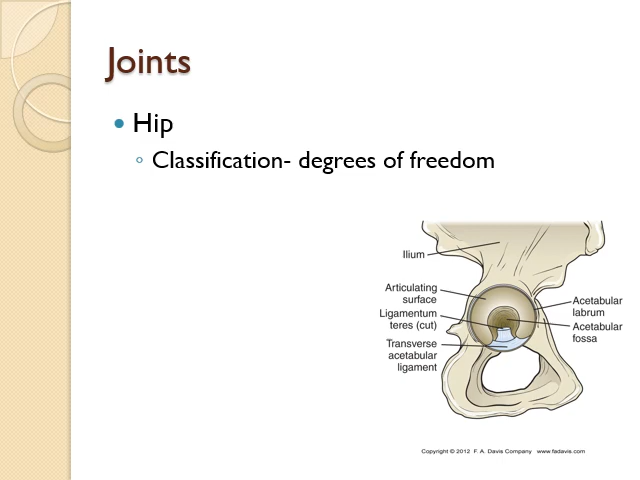 Joints
Hip
Classification- degrees of freedom
Ilium
Articulating
surface
Ligamentum
teres (cut)
Transverse
acetabular
ligament
Acetabular
labrum
Acetabular
fossa
Copyright © 2012 F. A. Davis Company www.fadavis.com